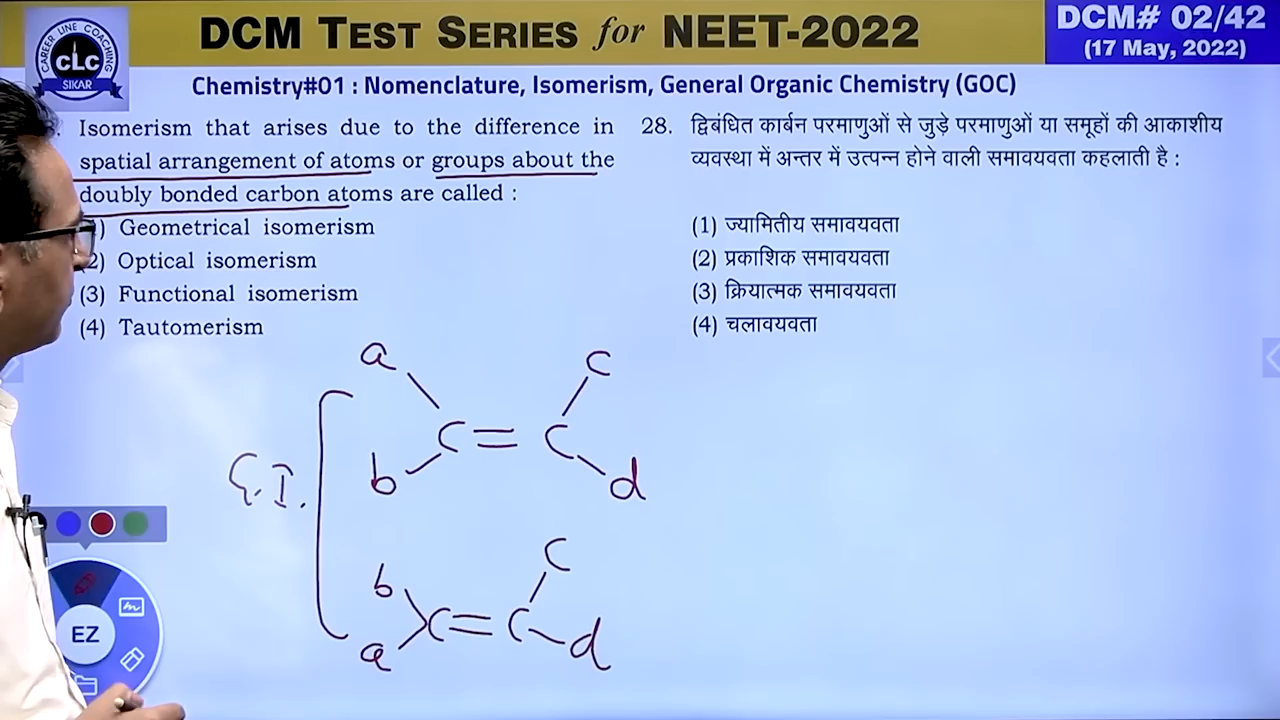 DCM TEST SERIES for NEET-2022
DCM# 02/42
(17 May, 2022)
CAREER LINE COACHING
CLC
SIKAR
Chemistry#01 : Nomenclature, Isomerism, General Organic Chemistry (GOC)
Isomerism that arises due to the difference in
spatial arrangement of atoms or groups about the
doubly bonded carbon atoms are called :
1) Geometrical isomerism
2) Optical isomerism
(3) Functional isomerism
(4) Tautomerism
28. द्विबंधित कार्बन परमाणुओं से जुड़े परमाणुओं या समूहों की आकाशीय
व्यवस्था में अन्तर में उत्पन्न होने वाली समावयवता कहलाती है :
(1) ज्यामितीय समावयवता
(2) प्रकाशिक समावयवता
(3) क्रियात्मक समावयवता
(4) चलावयवता
a c
C = C
b d
G.I.
b c
C = C
a d
EZ